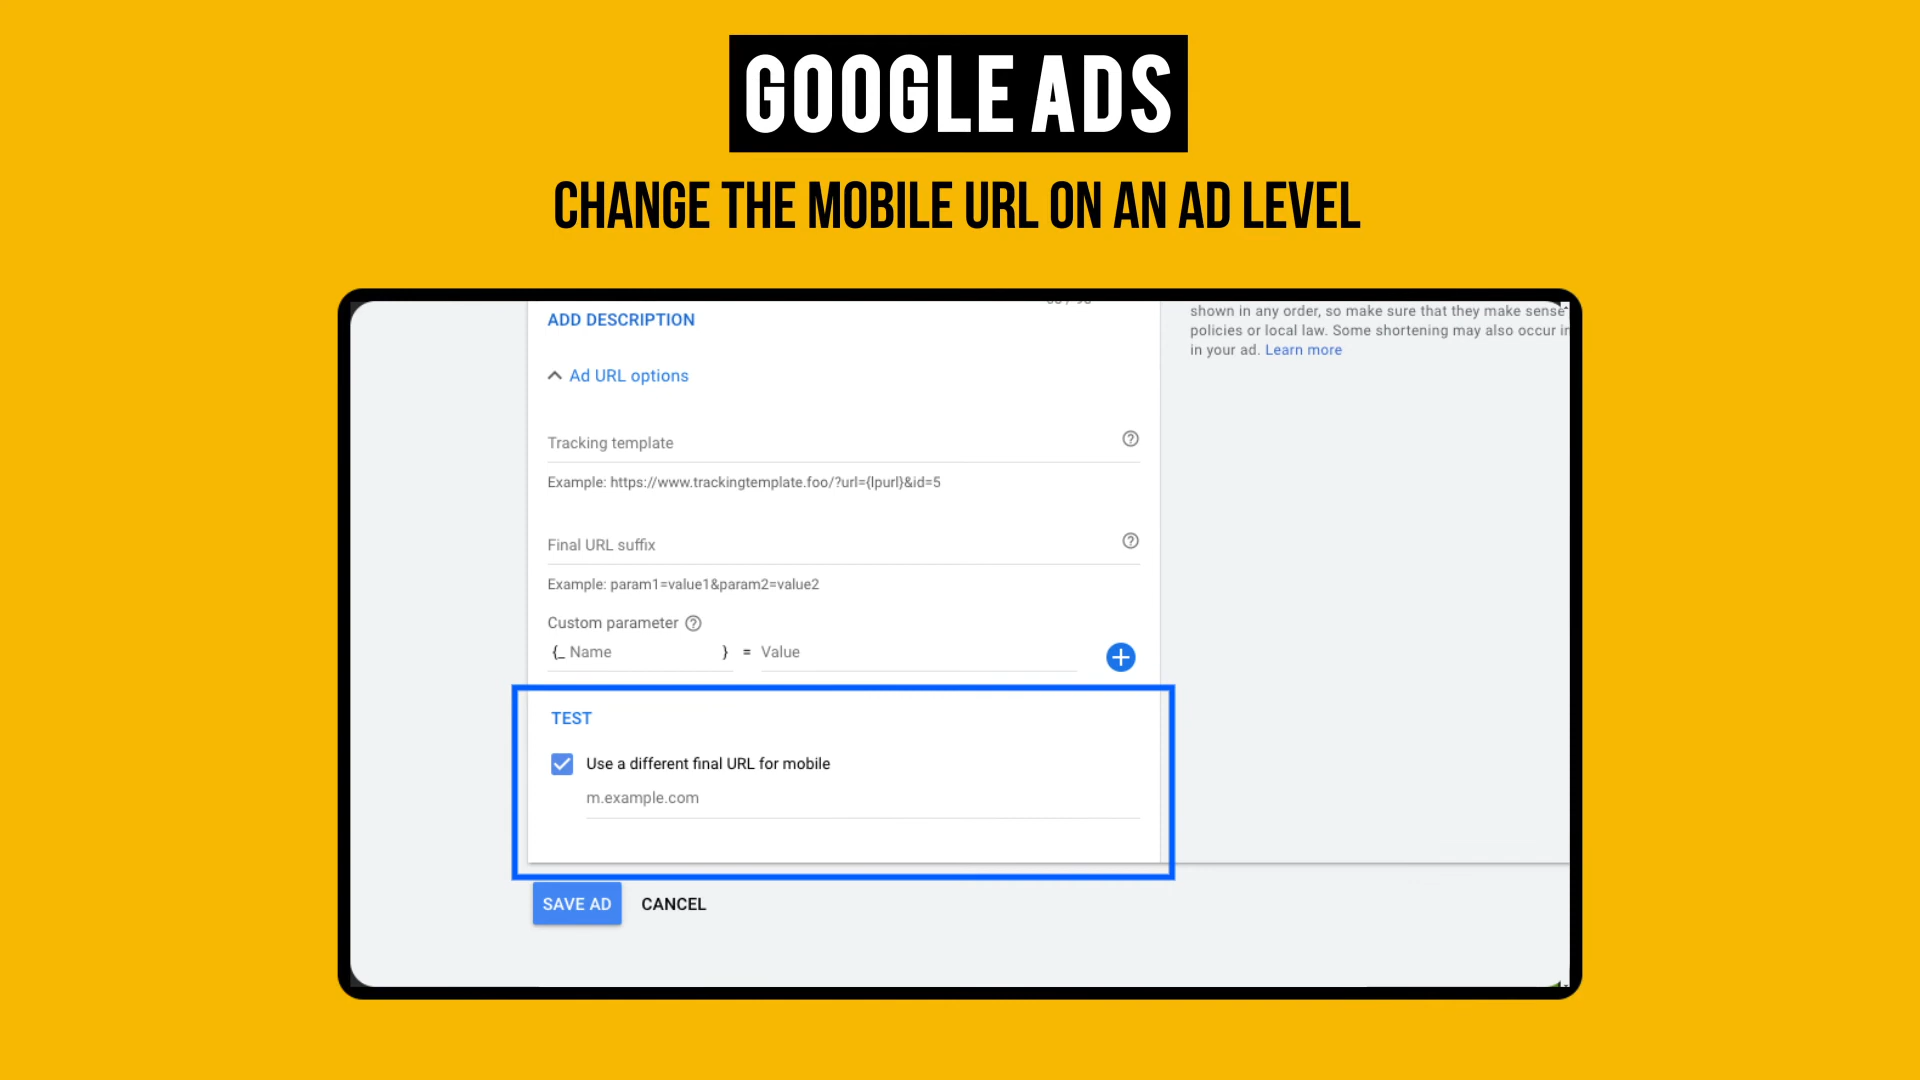 GOOGLE ADS
CHANGE THE MOBILE URL ON AN AD LEVEL
ADD DESCRIPTION
Ad URL options
Tracking template
Example: https://www.trackingtemplate.foo/?url={lpurl}&id=5
Final URL suffix
Example: param1=value1&param2=value2
Custom parameter
{_ Name } = Value
TEST
Use a different final URL for mobile
m.example.com
SAVE AD CANCEL
shown in any order, so make sure that they make sense
policies or local law. Some shortening may also occur in
in your ad. Learn more